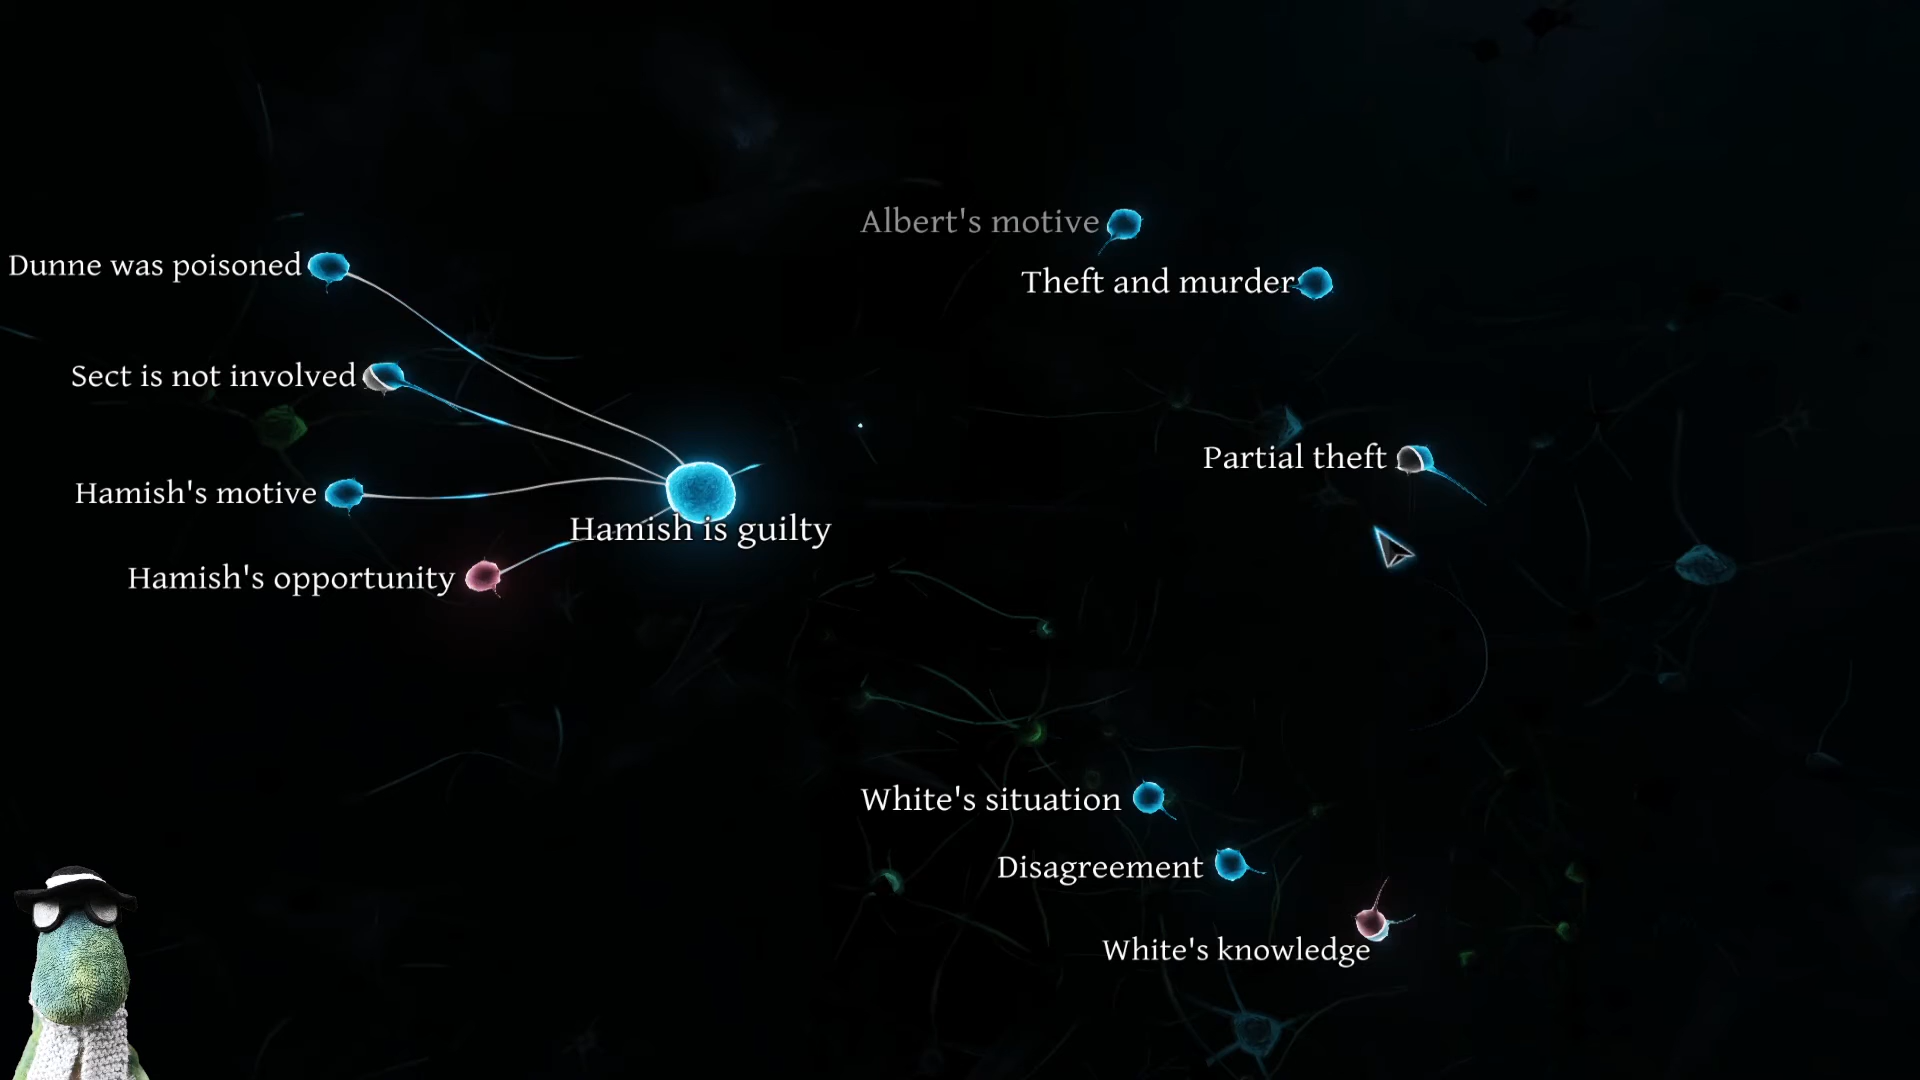 Albert's motive
Dunne was poisoned
Theft and murder
Sect is not involved
Partial theft
Hamish's motive
Hamish is guilty
Hamish's opportunity
White's situation
Disagreement
White's knowledge